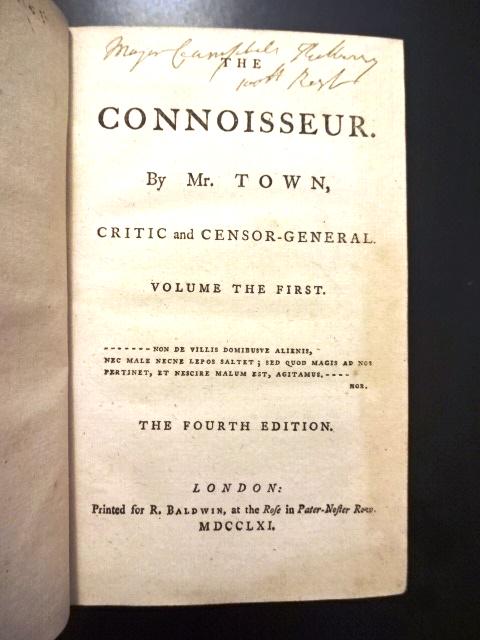 Major Campbell
100th Regt
THE
CONNOISSEUR.
By Mr. TOWN,
CRITIC and CENSOR-GENERAL.
VOLUME THE FIRST.
------- NON DE VILLIS DOMIBUSVE ALIENIS,
NEC MALE NECNE LEPOS SALTET; SED QUOD MAGIS AD NOS
PERTINET, ET NESCIRE MALUM EST, AGITAMUS.----
HOR.
THE FOURTH EDITION.
LONDON:
Printed for R. BALDWIN, at the Rose in Pater-Noster Row.
MDCCLXI.